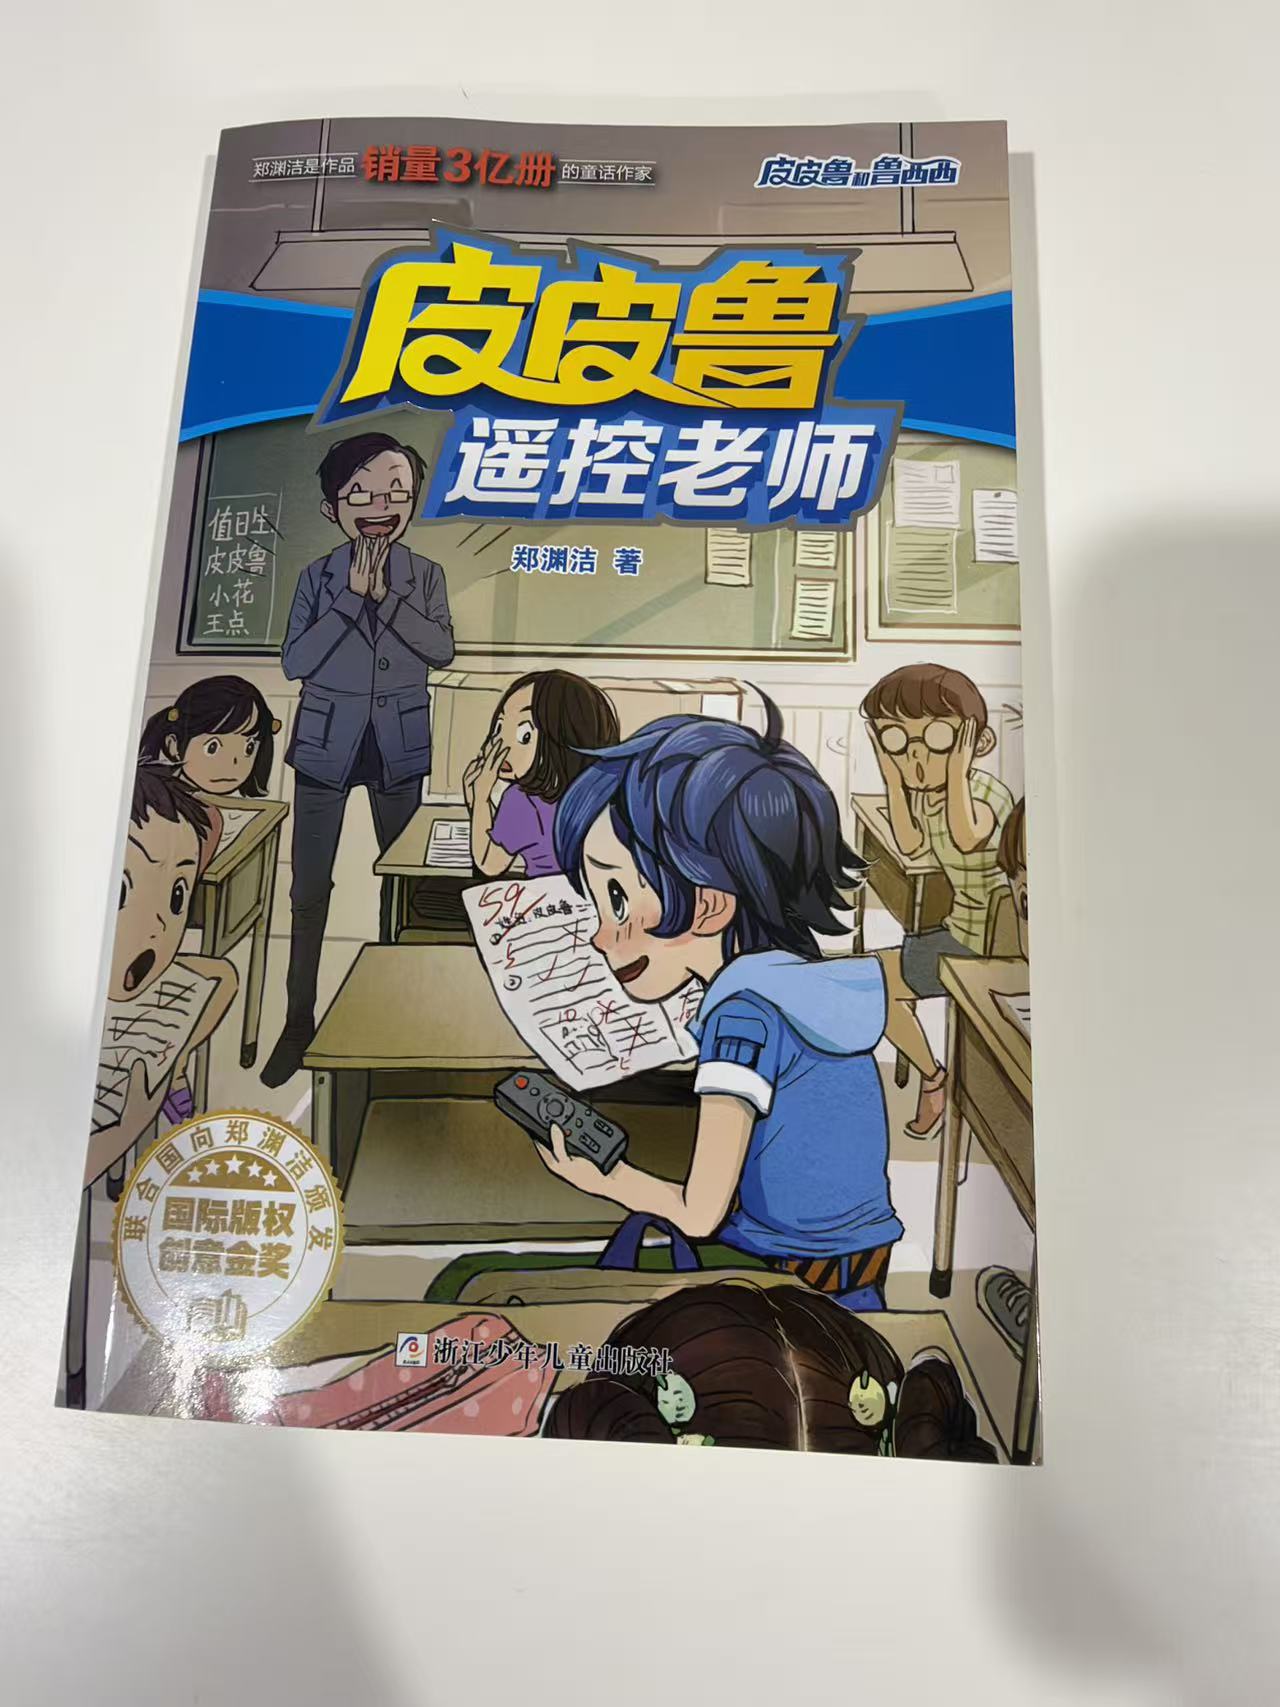 郑渊洁是作品 销量3亿册 的童话作家
皮皮鲁和鲁西西
皮皮鲁
遥控老师
郑渊洁 著
值日生
皮皮鲁
小花
王点
59
姓名：皮皮鲁
联合国向郑渊洁颁发
国际版权
创意金奖
浙江少年儿童出版社